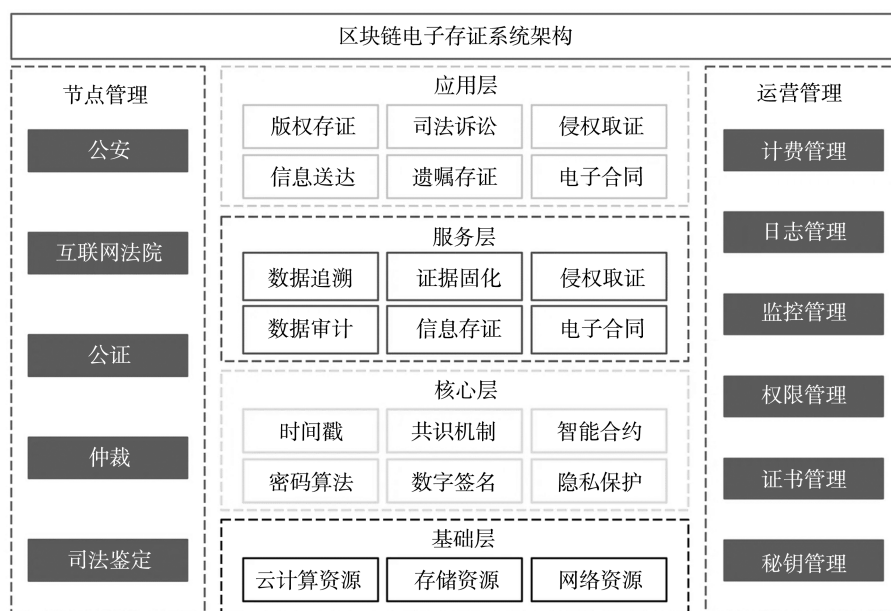 区块链电子存证系统架构
节点管理
公安
互联网法院
公证
仲裁
司法鉴定
应用层
版权存证 司法诉讼 侵权取证
信息送达 遗嘱存证 电子合同
服务层
数据追溯 证据固化 侵权取证
数据审计 信息存证 电子合同
核心层
时间戳 共识机制 智能合约
密码算法 数字签名 隐私保护
基础层
云计算资源 存储资源 网络资源
运营管理
计费管理
日志管理
监控管理
权限管理
证书管理
秘钥管理